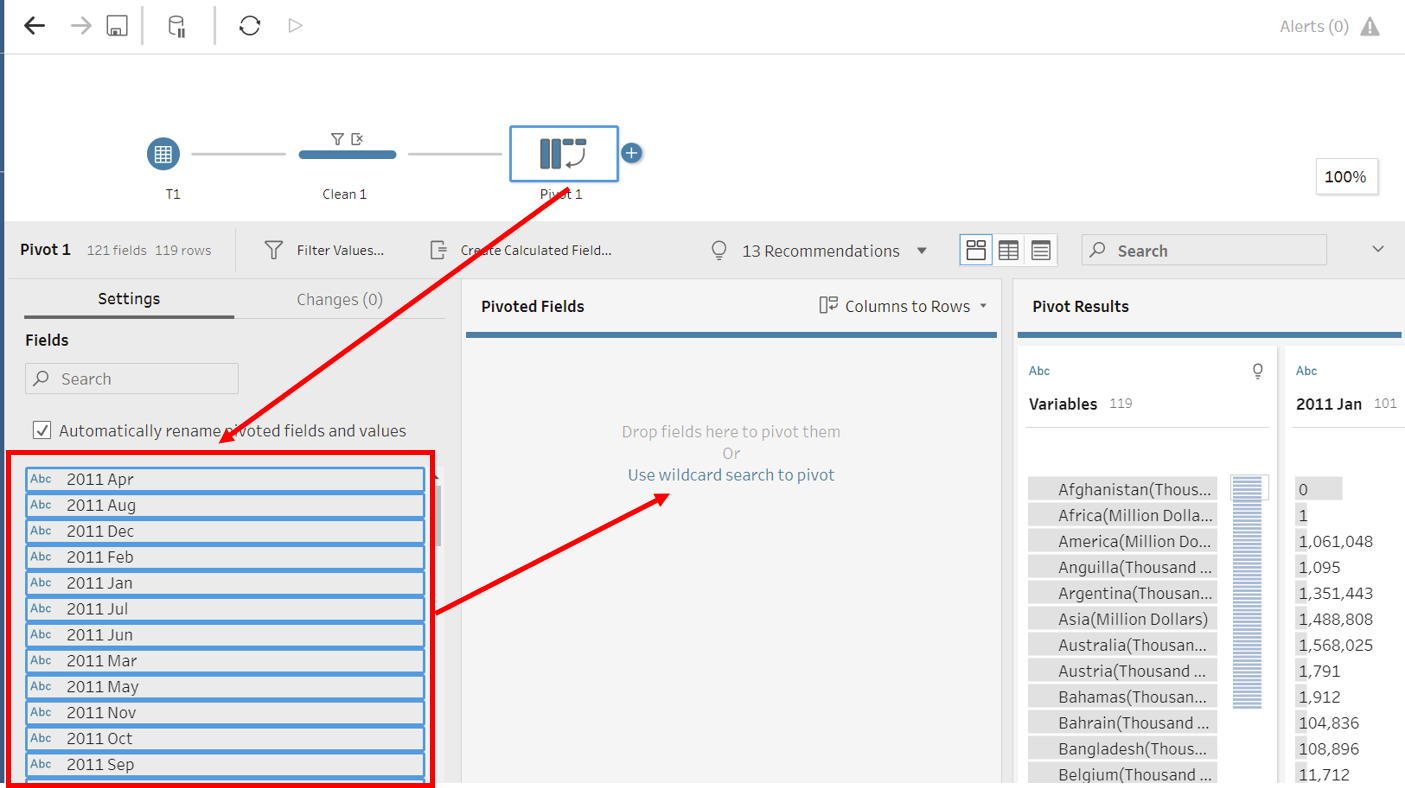 Alerts (0)
T1
Clean 1
Pivot 1
100%
Pivot 1 121 fields 119 rows
Filter Values...
Create Calculated Field...
13 Recommendations
Search
Settings
Changes (0)
Fields
Search
Automatically rename pivoted fields and values
Abc 2011 Apr
Abc 2011 Aug
Abc 2011 Dec
Abc 2011 Feb
Abc 2011 Jan
Abc 2011 Jul
Abc 2011 Jun
Abc 2011 Mar
Abc 2011 May
Abc 2011 Nov
Abc 2011 Oct
Abc 2011 Sep
Pivoted Fields
Columns to Rows
Drop fields here to pivot them
Or
Use wildcard search to pivot
Pivot Results
Abc
Variables 119
Afghanistan(Thous...
Africa(Million Dolla...
America(Million Do...
Anguilla(Thousand ...
Argentina(Thousan...
Asia(Million Dollars)
Australia(Thousan...
Austria(Thousand ...
Bahamas(Thousan...
Bahrain(Thousand ...
Bangladesh(Thous...
Belgium(Thousand ...
Abc
2011 Jan 101
0
1
1,061,048
1,095
1,351,443
1,488,808
1,568,025
1,791
1,912
104,836
108,896
11,712